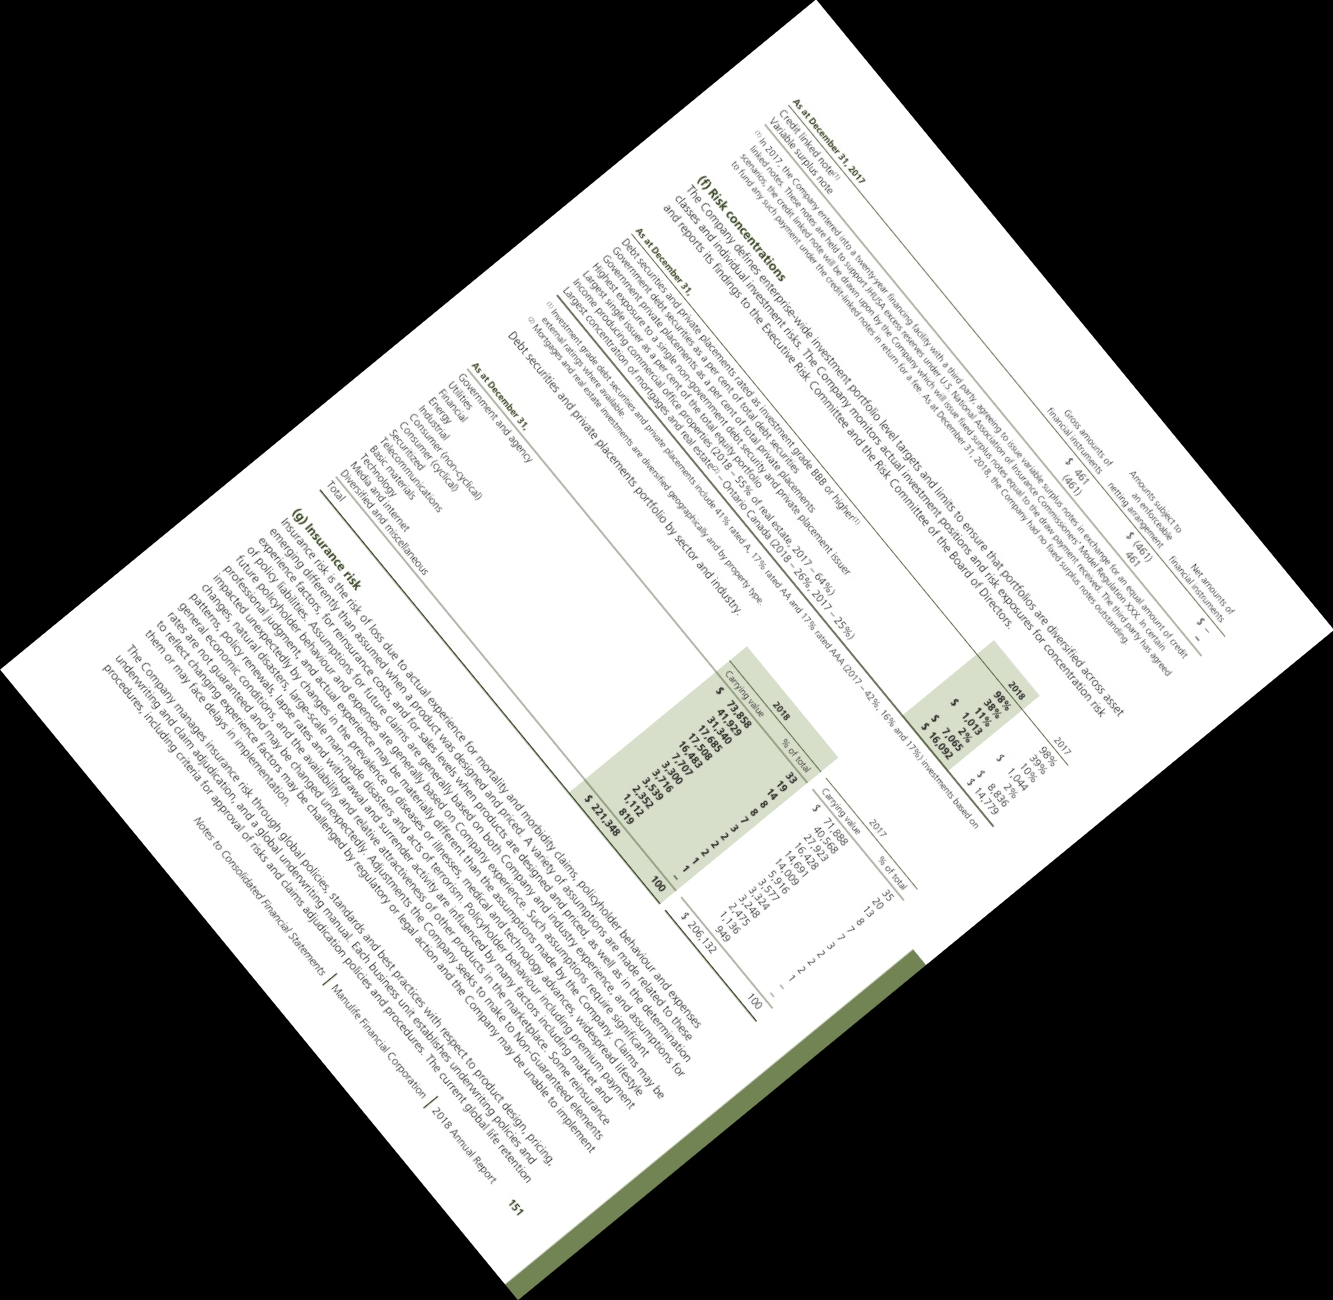 As at December 31, 2017
Gross amounts of financial instruments
Amounts subject to an enforceable netting arrangement
Net amounts of financial instruments
Credit linked note(1) $ 461 $ (461) $ –
Variable surplus note (461) 461 –
(1) In 2017, the Company entered into a twenty-year financing facility with a third party, agreeing to issue variable surplus notes in exchange for an equal amount of credit
linked notes. These notes are held to support JHUSA excess reserves under U.S. National Association of Insurance Commissioners' Model Regulation XXX. In certain
scenarios, the credit linked note will be drawn upon by the Company which will issue fixed surplus notes equal to the draw payment received. The third party has agreed
to fund any such payment under the credit-linked notes in return for a fee. As at December 31, 2018, the Company had no fixed surplus notes outstanding.
(f) Risk concentrations
The Company defines enterprise-wide investment portfolio level targets and limits to ensure that portfolios are diversified across asset
classes and individual investment risks. The Company monitors actual investment positions and risk exposures for concentration risk
and reports its findings to the Executive Risk Committee and the Risk Committee of the Board of Directors.
As at December 31, 2018 2017
Debt securities and private placements rated as investment grade BBB or higher(1) 98% 98%
Government debt securities as a per cent of total debt securities 38% 39%
Government private placements as a per cent of total private placements 11% 10%
Highest exposure to a single non-government debt security and private placement issuer $ 1,013 $ 1,044
Largest single issuer as a per cent of the total equity portfolio 2% 2%
Income producing commercial office properties (2018 – 55% of real estate, 2017 – 64%) $ 7,065 $ 8,836
Largest concentration of mortgages and real estate(2) – Ontario Canada (2018 – 26%, 2017 – 25%) $ 16,092 $ 14,779
(1) Investment grade debt securities and private placements include 41% rated A, 17% rated AA and 17% rated AAA (2017 – 42%, 16% and 17%) investments based on
external ratings where available.
(2) Mortgages and real estate investments are diversified geographically and by property type.
Debt securities and private placements portfolio by sector and industry.
2018 2017
As at December 31, Carrying value % of total Carrying value % of total
Government and agency $ 73,858 33 $ 71,888 35
Utilities 41,929 19 40,568 20
Financial 31,340 14 27,923 13
Energy 17,685 8 16,428 8
Industrial 17,508 8 14,691 7
Consumer (non-cyclical) 16,483 7 14,009 7
Consumer (cyclical) 7,707 3 5,916 3
Securitized 3,300 2 3,577 2
Telecommunications 3,716 2 3,324 2
Basic materials 3,539 2 3,248 2
Technology 2,352 1 2,475 1
Media and internet 1,112 1 1,136 –
Diversified and miscellaneous 819 – 949 –
Total $ 221,348 100 $ 206,132 100
(g) Insurance risk
Insurance risk is the risk of loss due to actual experience for mortality and morbidity claims, policyholder behaviour and expenses
emerging differently than assumed when a product was designed and priced. A variety of assumptions are made related to these
experience factors, for reinsurance costs, and for sales levels when products are designed and priced, as well as in the determination
of policy liabilities. Assumptions for future claims are generally based on both Company and industry experience, and assumptions for
future policyholder behaviour and expenses are generally based on Company experience. Such assumptions require significant
professional judgment, and actual experience may be materially different than the assumptions made by the Company. Claims may be
impacted unexpectedly by changes in the prevalence of diseases or illnesses, medical and technology advances, widespread lifestyle
changes, natural disasters, large-scale man-made disasters and acts of terrorism. Policyholder behaviour including premium payment
patterns, policy renewals, lapse rates and withdrawal and surrender activity are influenced by many factors including market and
general economic conditions, and the availability and relative attractiveness of other products in the marketplace. Some reinsurance
rates are not guaranteed and may be changed unexpectedly. Adjustments the Company seeks to make to Non-Guaranteed elements
to reflect changing experience factors may be challenged by regulatory or legal action and the Company may be unable to implement
them or may face delays in implementation.
The Company manages insurance risk through global policies, standards and best practices with respect to product design, pricing,
underwriting and claim adjudication, and a global underwriting manual. Each business unit establishes underwriting policies and
procedures, including criteria for approval of risks and claims adjudication policies and procedures. The current global life retention
Notes to Consolidated Financial Statements | Manulife Financial Corporation | 2018 Annual Report 151